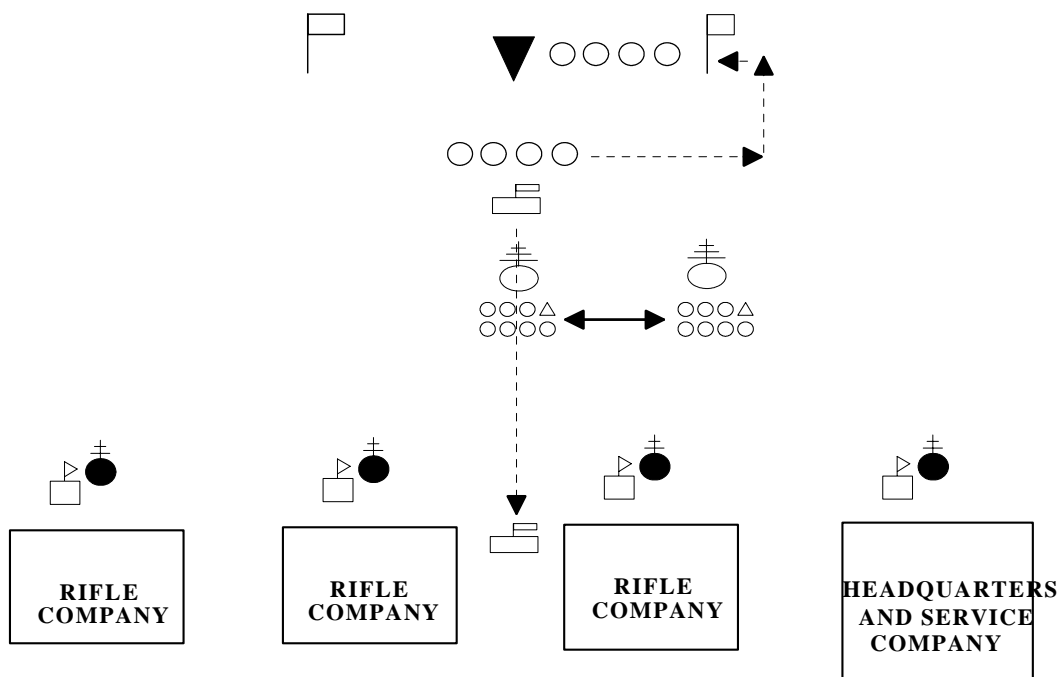 RIFLE
COMPANY
RIFLE
COMPANY
RIFLE
COMPANY
HEADQUARTERS
AND SERVICE
COMPANY